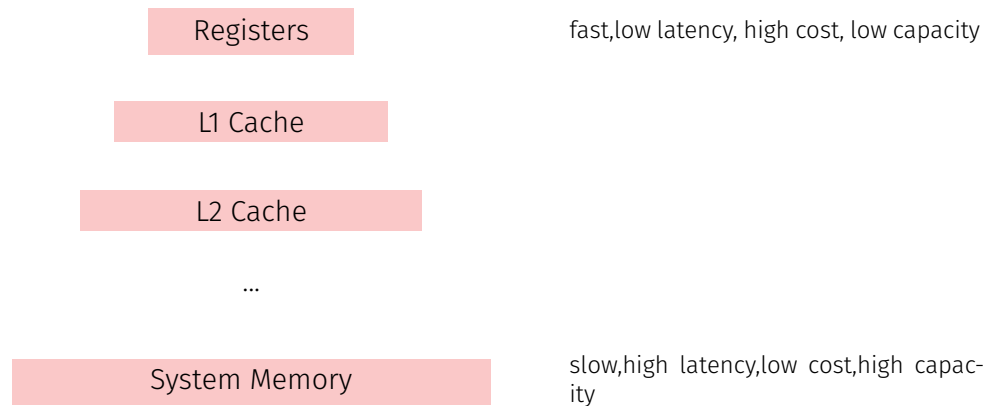 Registers
fast,low latency, high cost, low capacity
L1 Cache
L2 Cache
...
System Memory
slow,high latency,low cost,high capac-
ity